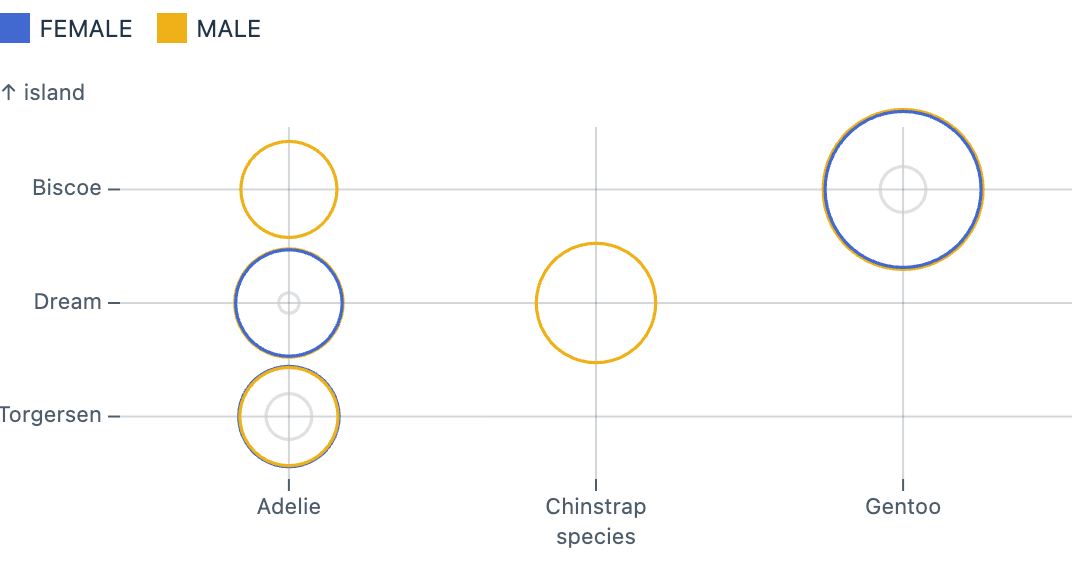 FEMALE MALE
↑ island
Biscoe
Dream
Torgersen
Adelie Chinstrap Gentoo
species